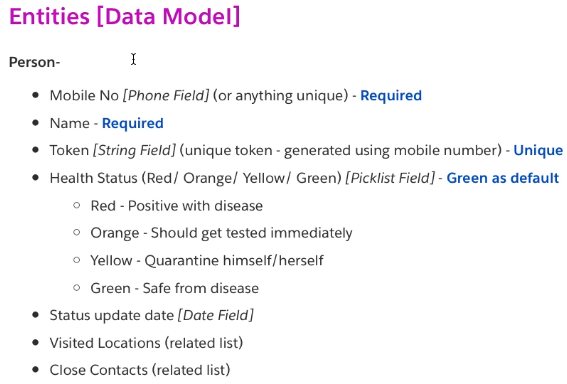 Entities [Data Model]
Person-
• Mobile No [Phone Field] (or anything unique) - Required
• Name - Required
• Token [String Field] (unique token - generated using mobile number) - Unique
• Health Status (Red/ Orange/ Yellow/ Green) [Picklist Field] - Green as default
○ Red - Positive with disease
○ Orange - Should get tested immediately
○ Yellow - Quarantine himself/herself
○ Green - Safe from disease
• Status update date [Date Field]
• Visited Locations (related list)
• Close Contacts (related list)